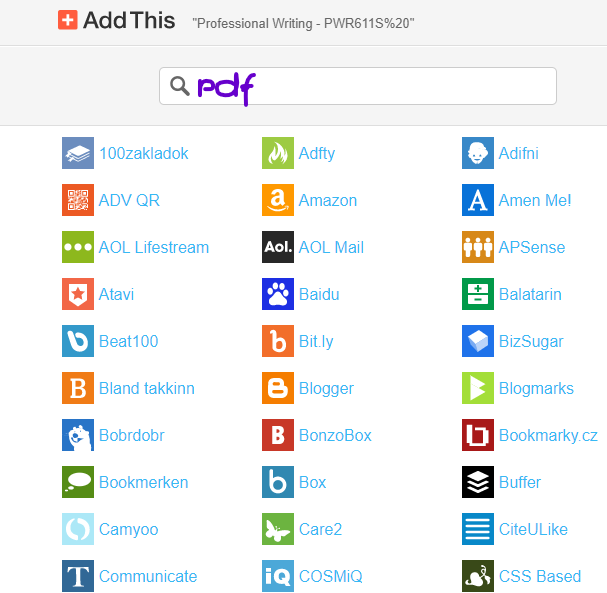 AddThis "Professional Writing - PWR611S%20"
pdf
100zakladok Adfty Adifni
ADV QR Amazon Amen Me!
AOL Lifestream Aol. AOL Mail APSense
Atavi Baidu Balatarin
Beat100 Bit.ly BizSugar
Bland takkinn Blogger Blogmarks
Bobrdobr BonzoBox Bookmarky.cz
Bookmerken Box Buffer
Camyoo Care2 CiteULike
Communicate COSMiQ CSS Based